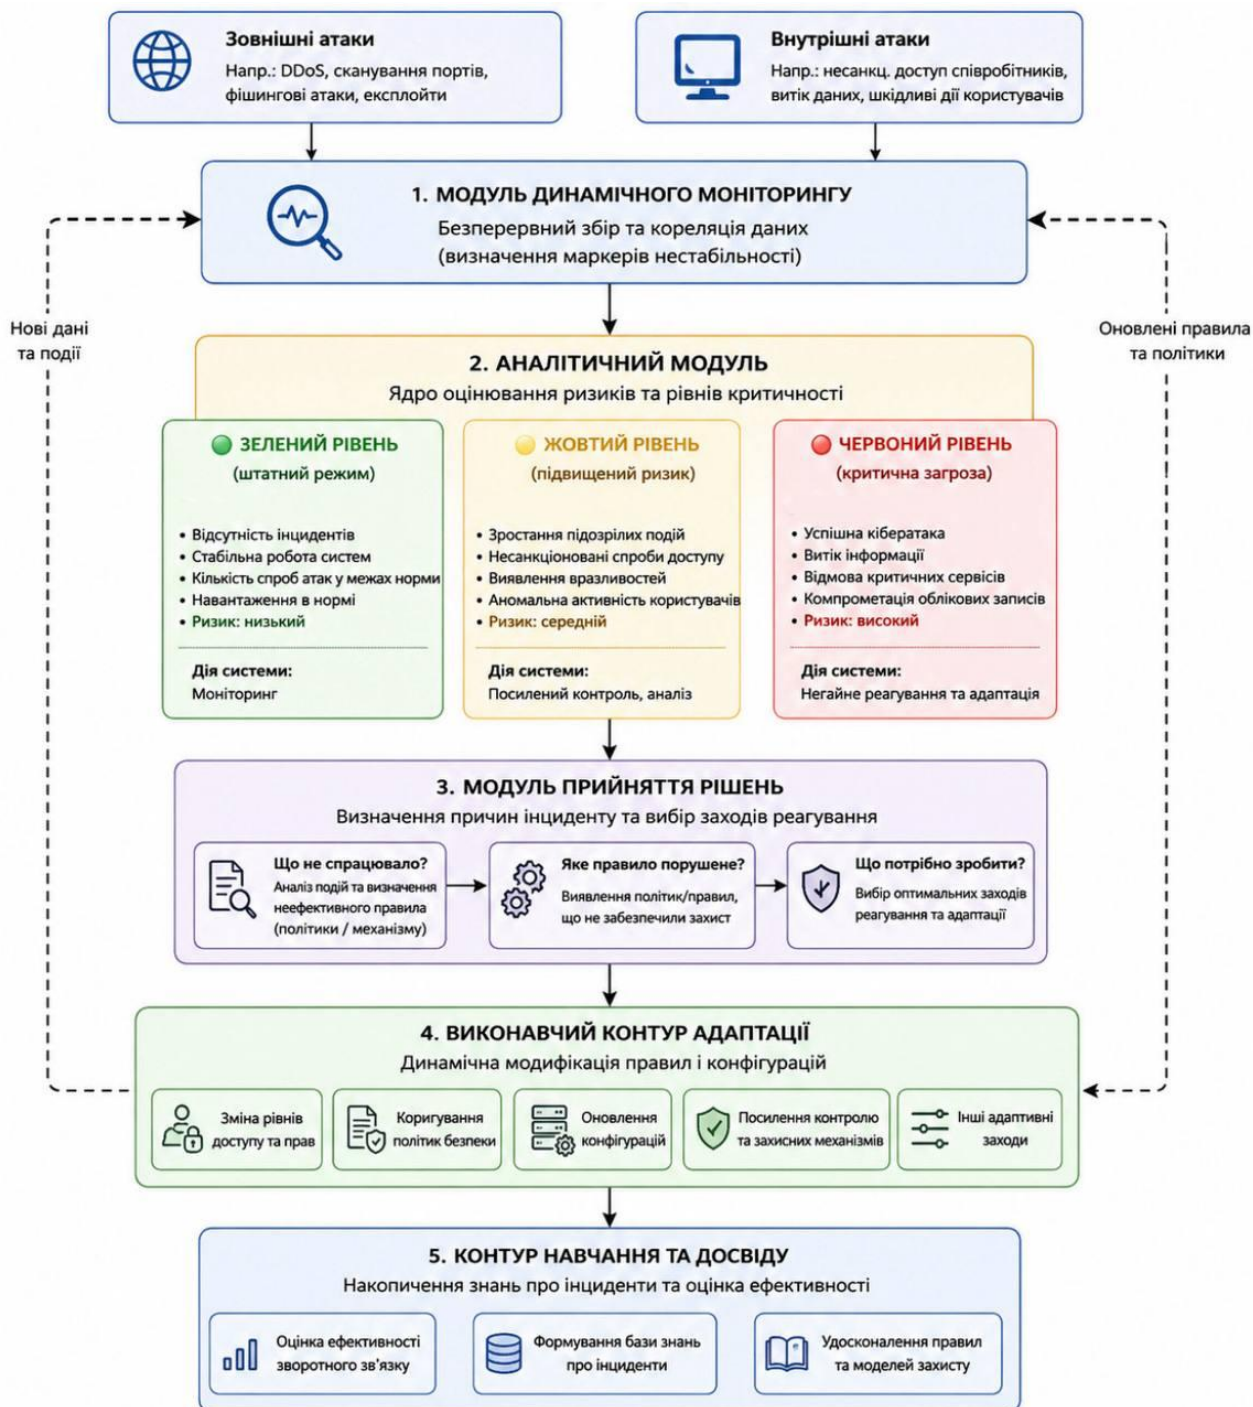 Зовнішні атаки
Напр.: DDoS, сканування портів,
фішингові атаки, експлойти
Внутрішні атаки
Напр.: несанкц. доступ співробітників,
витік даних, шкідливі дії користувачів
1. МОДУЛЬ ДИНАМІЧНОГО МОНІТОРИНГУ
Безперервний збір та кореляція даних
(визначення маркерів нестабільності)
Нові дані
та події
Оновлені правила
та політики
2. АНАЛІТИЧНИЙ МОДУЛЬ
Ядро оцінювання ризиків та рівнів критичності
ЗЕЛЕНИЙ РІВЕНЬ
(штатний режим)
• Відсутність інцидентів
• Стабільна робота систем
• Кількість спроб атак у межах норми
• Навантаження в нормі
• Ризик: низький
Дія системи:
Моніторинг
ЖОВТИЙ РІВЕНЬ
(підвищений ризик)
• Зростання підозрілих подій
• Несанкціоновані спроби доступу
• Виявлення вразливостей
• Аномальна активність користувачів
• Ризик: середній
Дія системи:
Посилений контроль, аналіз
ЧЕРВОНИЙ РІВЕНЬ
(критична загроза)
• Успішна кібератака
• Витік інформації
• Відмова критичних сервісів
• Компрометація облікових записів
• Ризик: високий
Дія системи:
Негайне реагування та адаптація
3. МОДУЛЬ ПРИЙНЯТТЯ РІШЕНЬ
Визначення причин інциденту та вибір заходів реагування
Що не спрацювало?
Аналіз подій та визначення
неефективного правила
(політики / механізму)
Яке правило порушене?
Виявлення політик/правил,
що не забезпечили захист
Що потрібно зробити?
Вибір оптимальних заходів
реагування та адаптації
4. ВИКОНАВЧИЙ КОНТУР АДАПТАЦІЇ
Динамічна модифікація правил і конфігурацій
Зміна рівнів
доступу та прав
Коригування
політик безпеки
Оновлення
конфігурацій
Посилення контролю
та захисних механізмів
Інші адаптивні
заходи
5. КОНТУР НАВЧАННЯ ТА ДОСВІДУ
Накопичення знань про інциденти та оцінка ефективності
Оцінка ефективності
зворотного зв'язку
Формування бази знань
про інциденти
Удосконалення правил
та моделей захисту